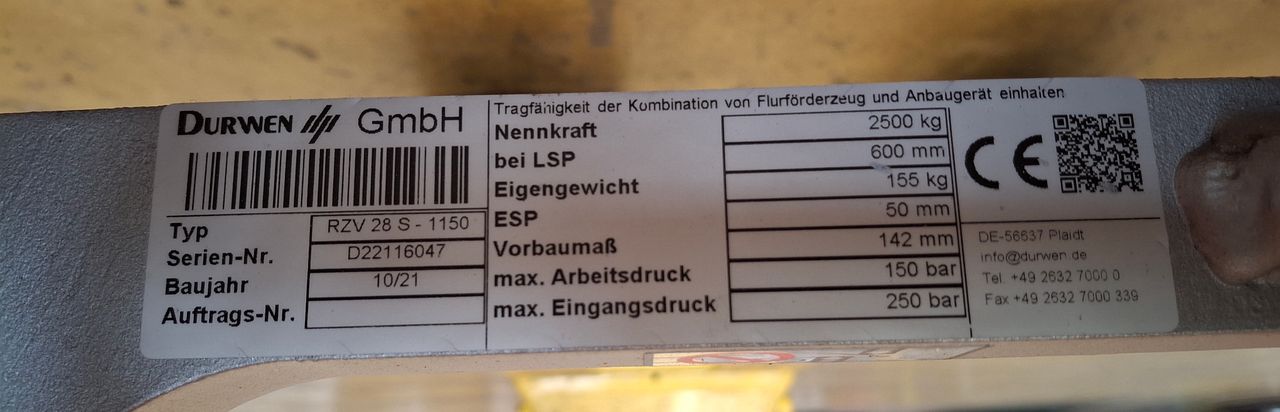 DURWEN GmbH
Typ RZV 28 S - 1150
Serien-Nr. D22116047
Baujahr 10/21
Auftrags-Nr.
Tragfähigkeit der Kombination von Flurförderzeug und Anbaugerät einhalten
Nennkraft 2500 kg
bei LSP 600 mm
Eigengewicht 155 kg
ESP 50 mm
Vorbaumaß 142 mm
max. Arbeitsdruck 150 bar
max. Eingangsdruck 250 bar
CE
DE-56637 Plaidt
info@durwen.de
Tel. +49 2632 7000 0
Fax +49 2632 7000 339